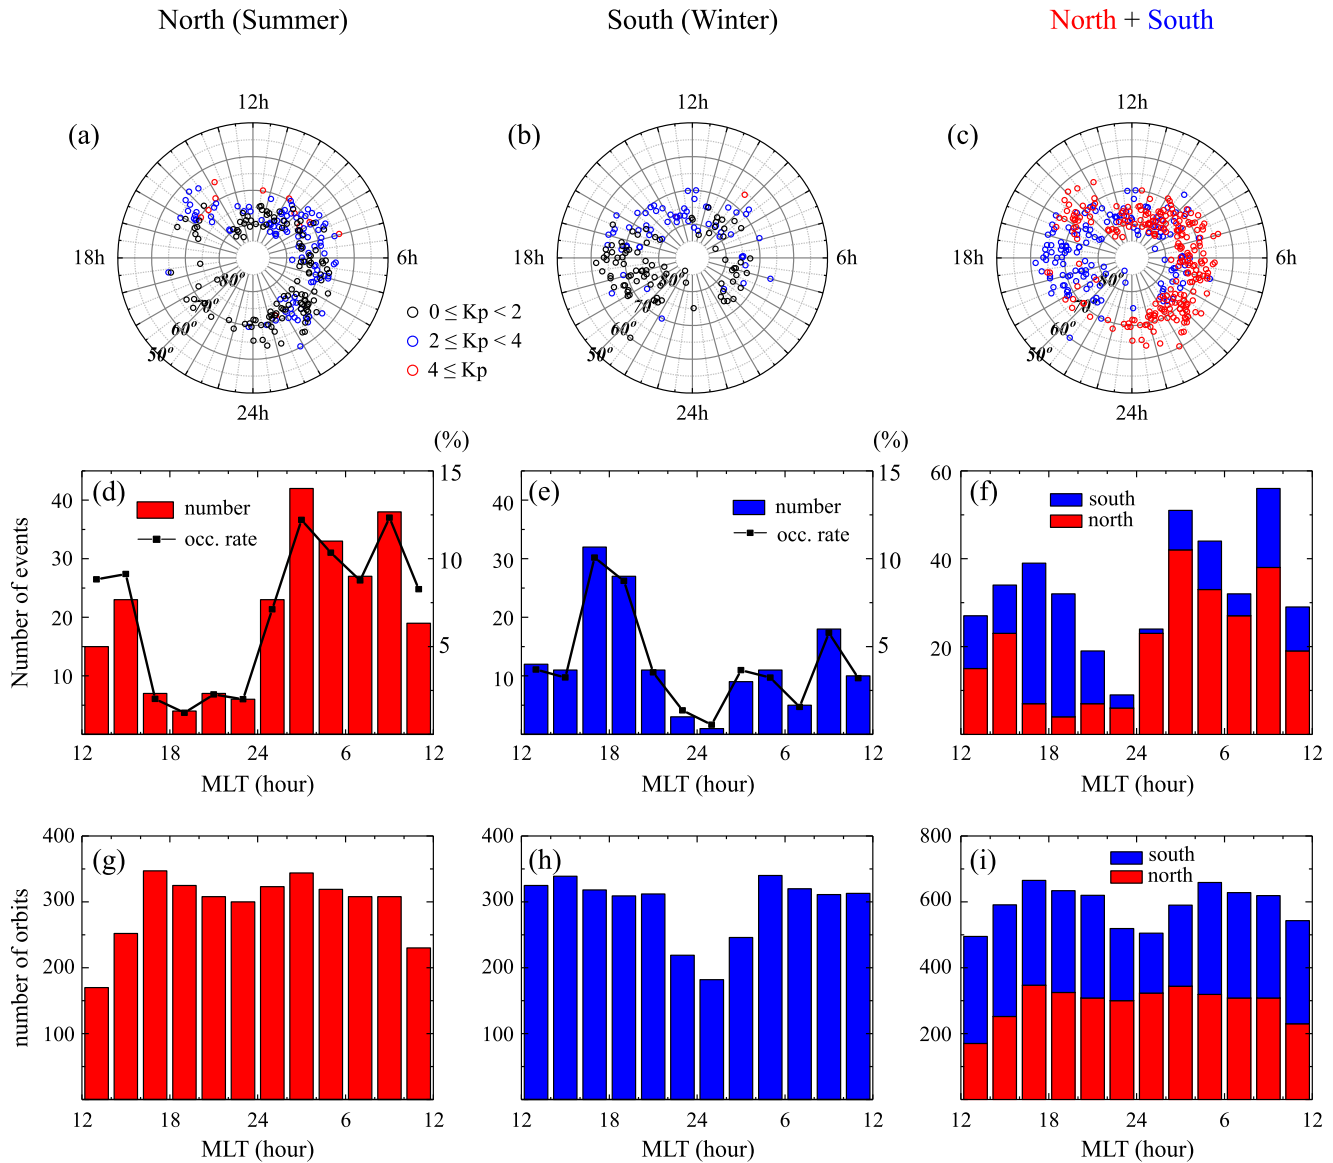 North (Summer)
South (Winter)
North + South
(a)
12h
18h
6h
24h
80°
70°
60°
50°
0 ≤ Kp < 2
2 ≤ Kp < 4
4 ≤ Kp
(b)
12h
18h
6h
24h
80°
70°
60°
50°
(c)
12h
18h
6h
24h
80°
70°
60°
50°
(d)
number
occ. rate
Number of events
40
30
20
10
(%)
15
10
5
12 18 24 6 12
MLT (hour)
(e)
number
occ. rate
40
30
20
10
(%)
15
10
5
12 18 24 6 12
MLT (hour)
(f)
south
north
60
40
20
12 18 24 6 12
MLT (hour)
(g)
number of orbits
400
300
200
100
12 18 24 6 12
MLT (hour)
(h)
400
300
200
100
12 18 24 6 12
MLT (hour)
(i)
south
north
800
600
400
200
12 18 24 6 12
MLT (hour)